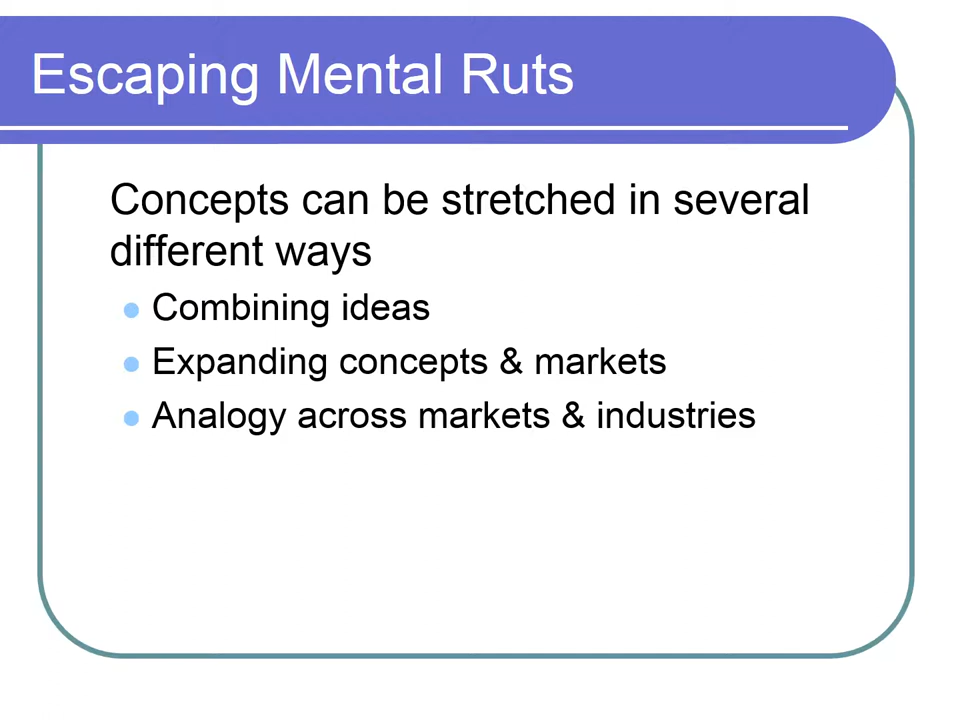 Escaping Mental Ruts
Concepts can be stretched in several
different ways
Combining ideas
Expanding concepts & markets
Analogy across markets & industries